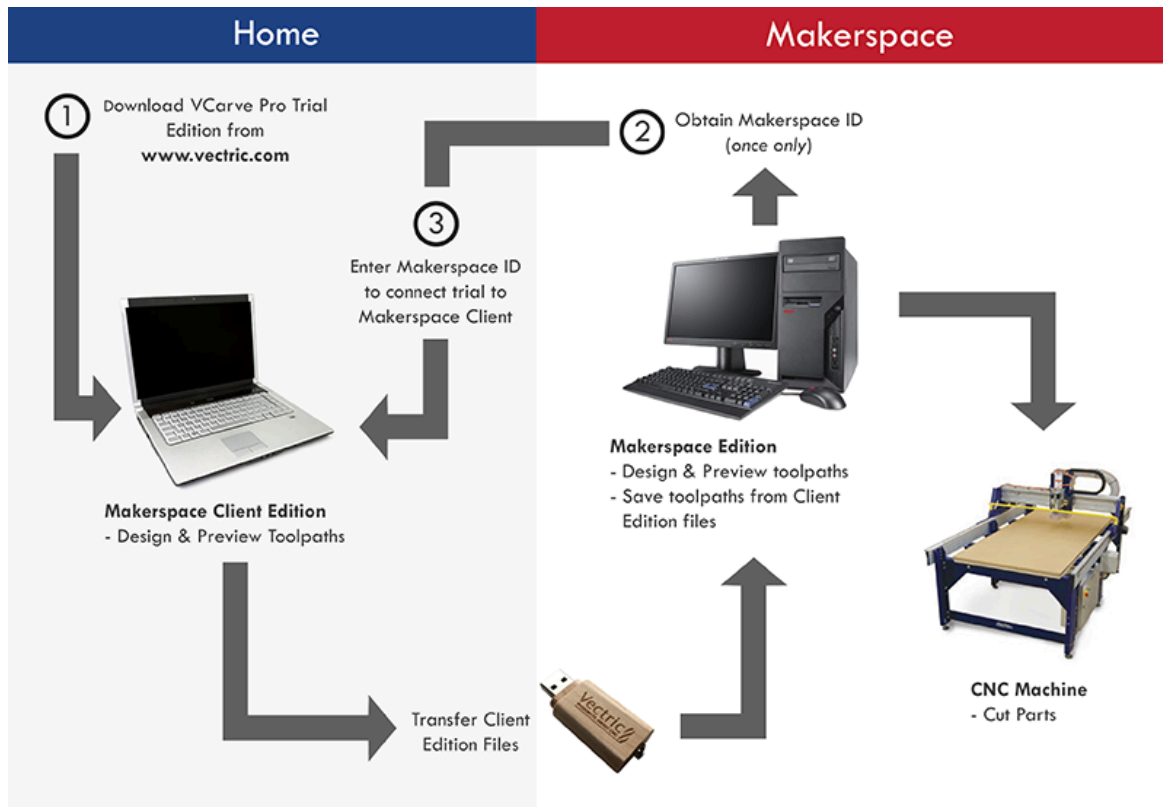 Home
Makerspace
1
Download VCarve Pro Trial
Edition from
www.vectric.com
2
Obtain Makerspace ID
(once only)
3
Enter Makerspace ID
to connect trial to
Makerspace Client
Makerspace Client Edition
- Design & Preview Toolpaths
Makerspace Edition
- Design & Preview toolpaths
- Save toolpaths from Client
Edition files
Transfer Client
Edition Files
Vectric
CNC Machine
- Cut Parts